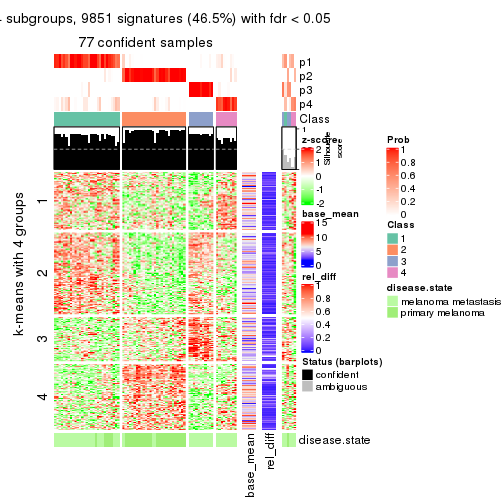 subgroups, 9851 signatures (46.5%) with fdr < 0.05
77 confident samples
p1
p2
p3
p4
Class
1
Silhouette
score
k-means with 4 groups
1
2
3
4
base_mean
rel_diff
disease.state
z-score
2
1
0
-1
-2
base_mean
15
10
5
0
rel_diff
1
0.8
0.6
0.4
0.2
0
Status (barplots)
confident
ambiguous
Prob
1
0.8
0.6
0.4
0.2
0
Class
1
2
3
4
disease.state
melanoma metastasis
primary melanoma